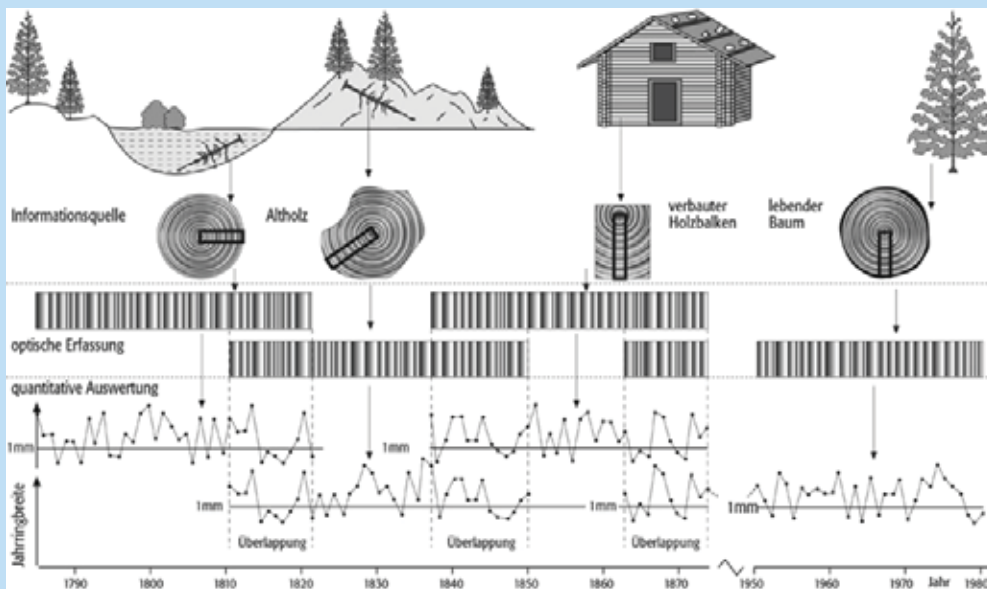 Informationsquelle
Altholz
verbauter
Holzbalken
lebender
Baum
optische Erfassung
quantitative Auswertung
1mm
1mm
Jahrringbreite
1mm
1mm
1mm
Überlappung
Überlappung
Überlappung
1790
1800
1810
1820
1830
1840
1850
1860
1870
1950
1960
1970
Jahr
1980